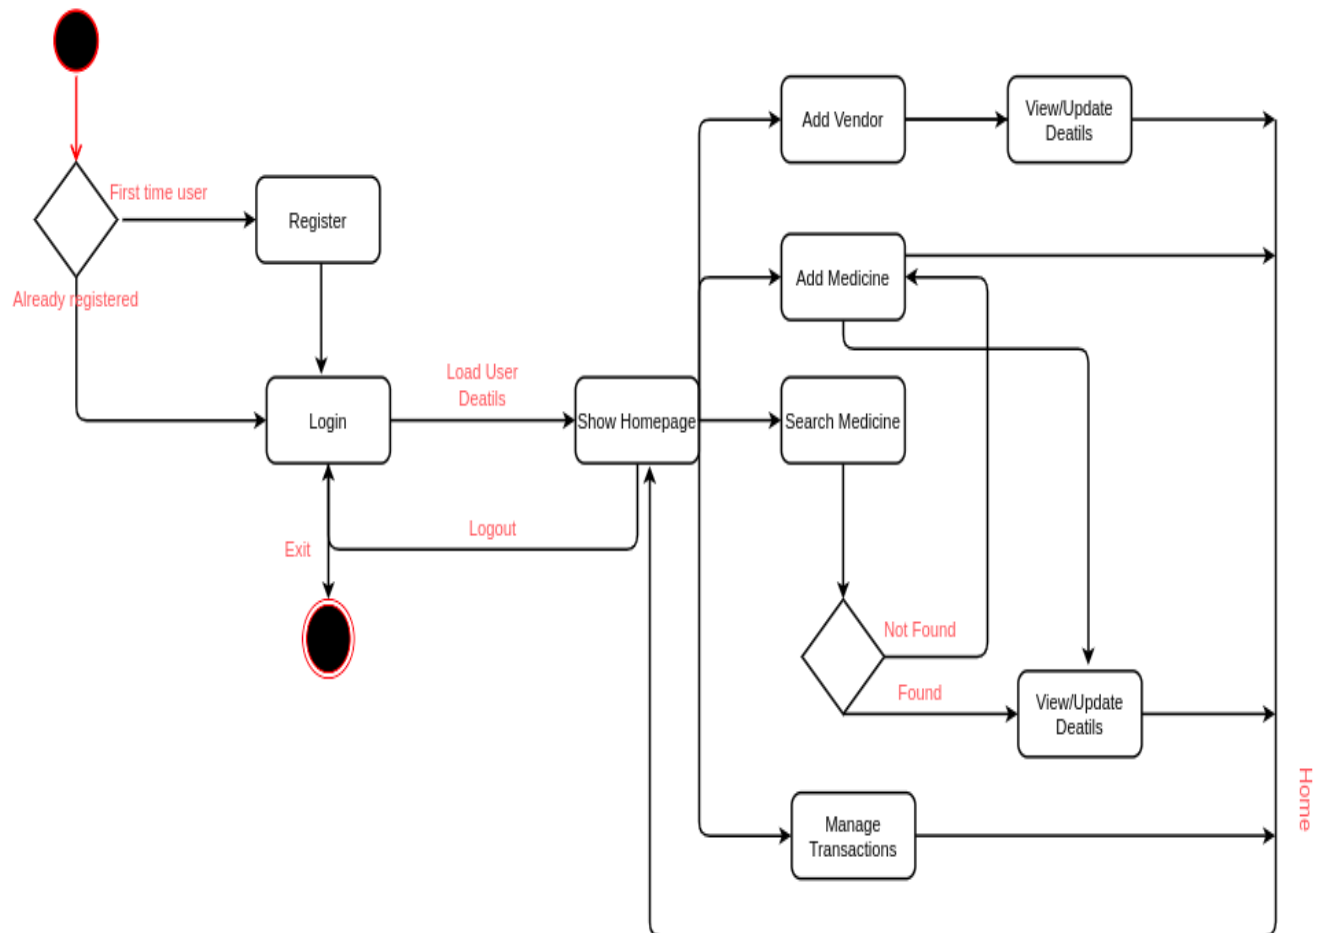 Add Vendor
View/Update
Deatils
First time user
Register
Already registered
Add Medicine
Load User
Deatils
Login
Show Homepage
Search Medicine
Logout
Exit
Not Found
Found
View/Update
Deatils
Home
Manage
Transactions